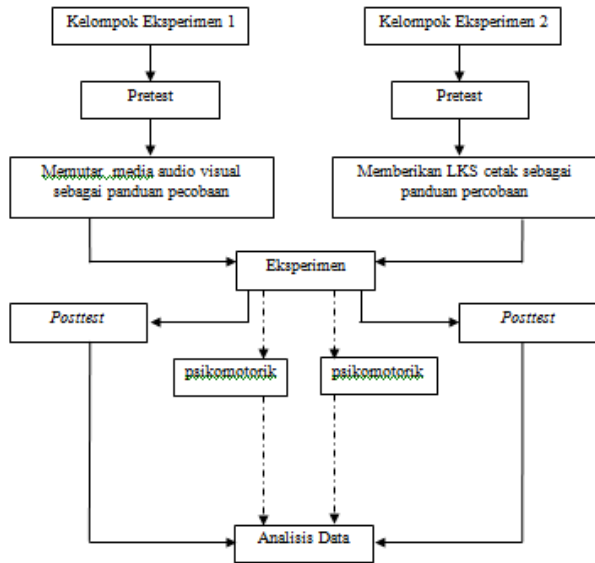 Kelompok Eksperimen 1
Kelompok Eksperimen 2
Pretest
Pretest
Memutar media audio visual
sebagai panduan pecobaan
Memberikan LKS cetak sebagai
panduan percobaan
Eksperimen
Posttest
Posttest
psikomotorik
psikomotorik
Analisis Data